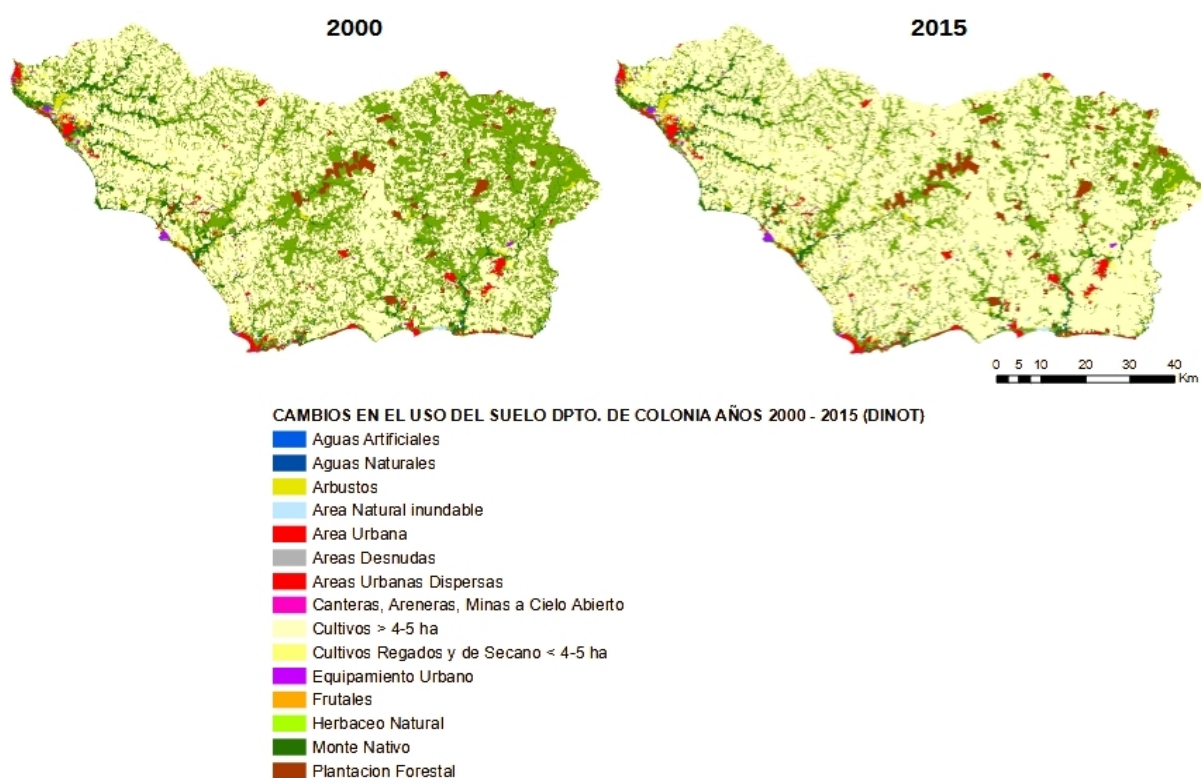 2000
2015
0 5 10 20 30 40
Km
CAMBIOS EN EL USO DEL SUELO DPTO. DE COLONIA AÑOS 2000 - 2015 (DINOT)
Aguas Artificiales
Aguas Naturales
Arbustos
Area Natural inundable
Area Urbana
Areas Desnudas
Areas Urbanas Dispersas
Canteras, Areneras, Minas a Cielo Abierto
Cultivos > 4-5 ha
Cultivos Regados y de Secano < 4-5 ha
Equipamiento Urbano
Frutales
Herbaceo Natural
Monte Nativo
Plantacion Forestal